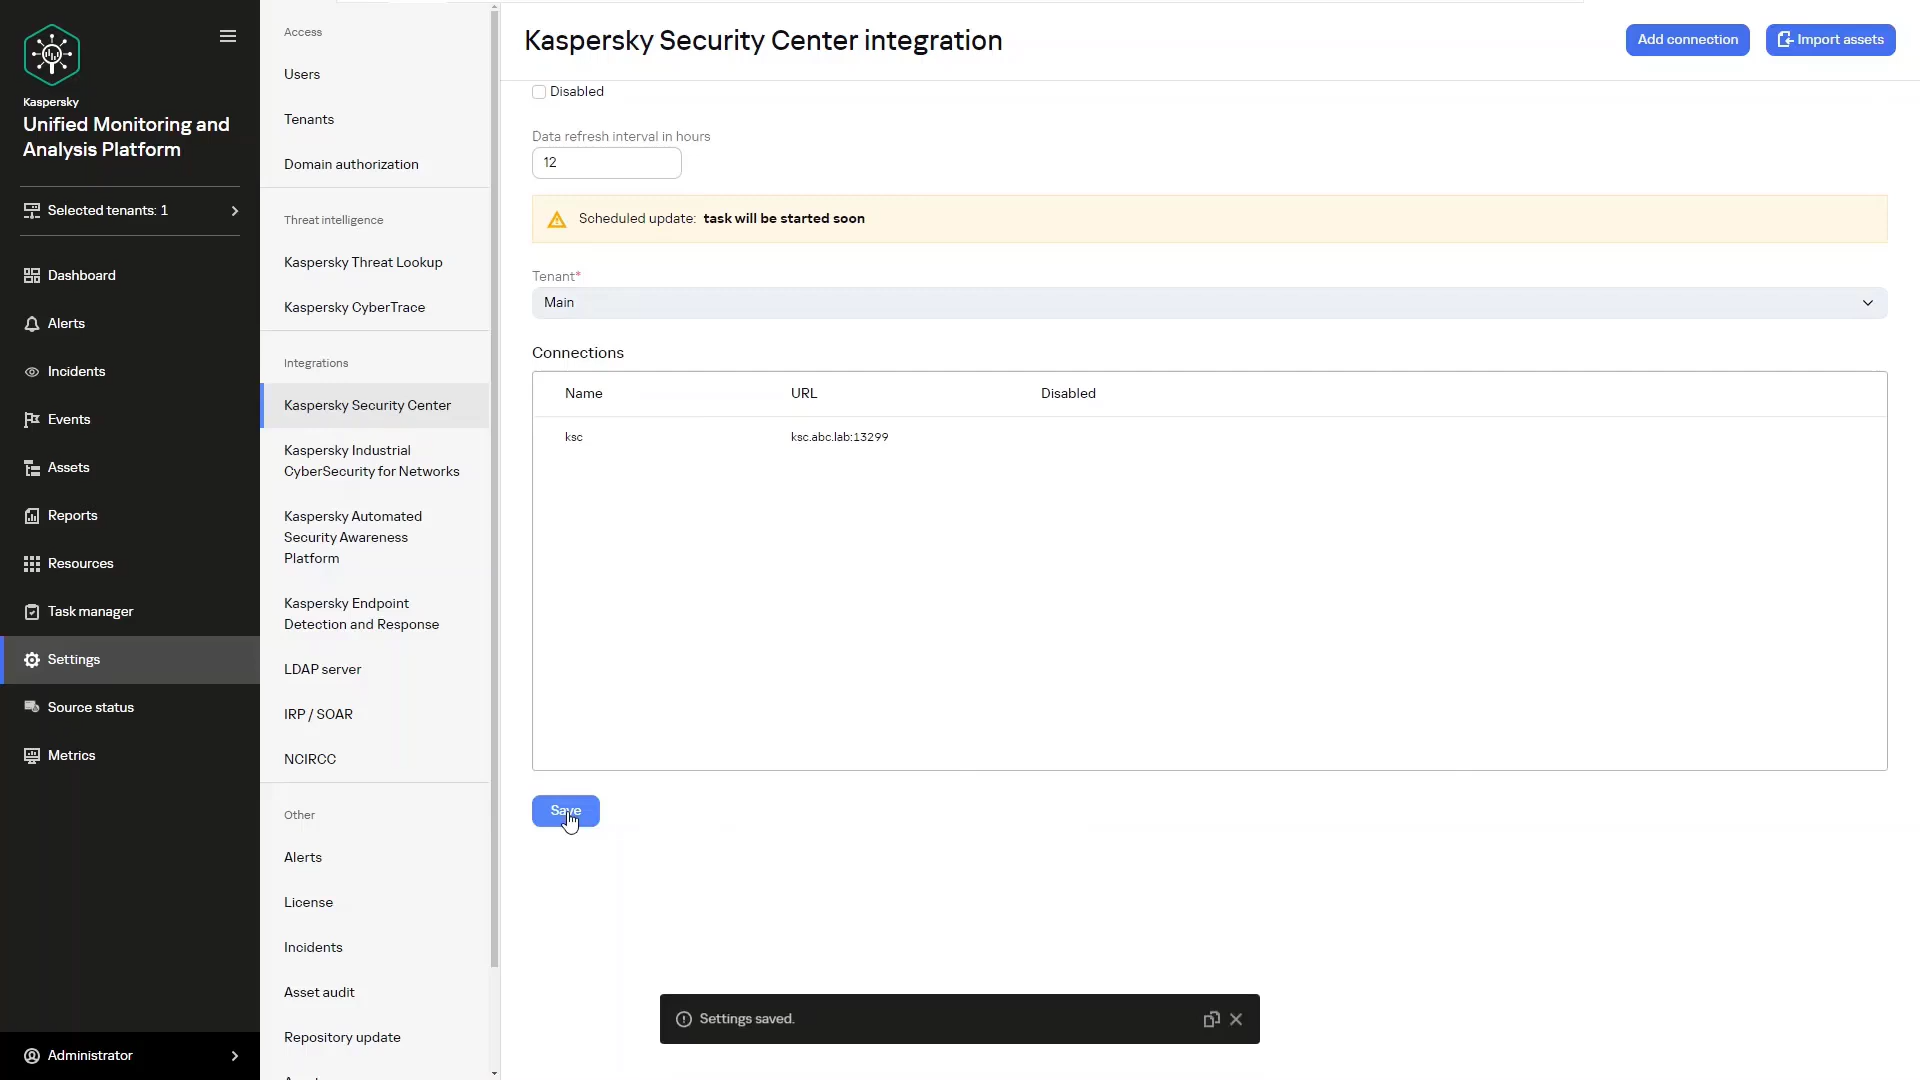 Kaspersky
Unified Monitoring and
Analysis Platform
Selected tenants: 1
Dashboard
Alerts
Incidents
Events
Assets
Reports
Resources
Task manager
Settings
Source status
Metrics
Administrator
Access
Users
Tenants
Domain authorization
Threat intelligence
Kaspersky Threat Lookup
Kaspersky CyberTrace
Integrations
Kaspersky Security Center
Kaspersky Industrial
CyberSecurity for Networks
Kaspersky Automated
Security Awareness
Platform
Kaspersky Endpoint
Detection and Response
LDAP server
IRP / SOAR
NCIRCC
Other
Alerts
License
Incidents
Asset audit
Repository update
Kaspersky Security Center integration
Add connection
Import assets
Disabled
Data refresh interval in hours
12
Scheduled update: task will be started soon
Tenant*
Main
Connections
Name URL Disabled
ksc ksc.abc.lab:13299
Save
Settings saved.